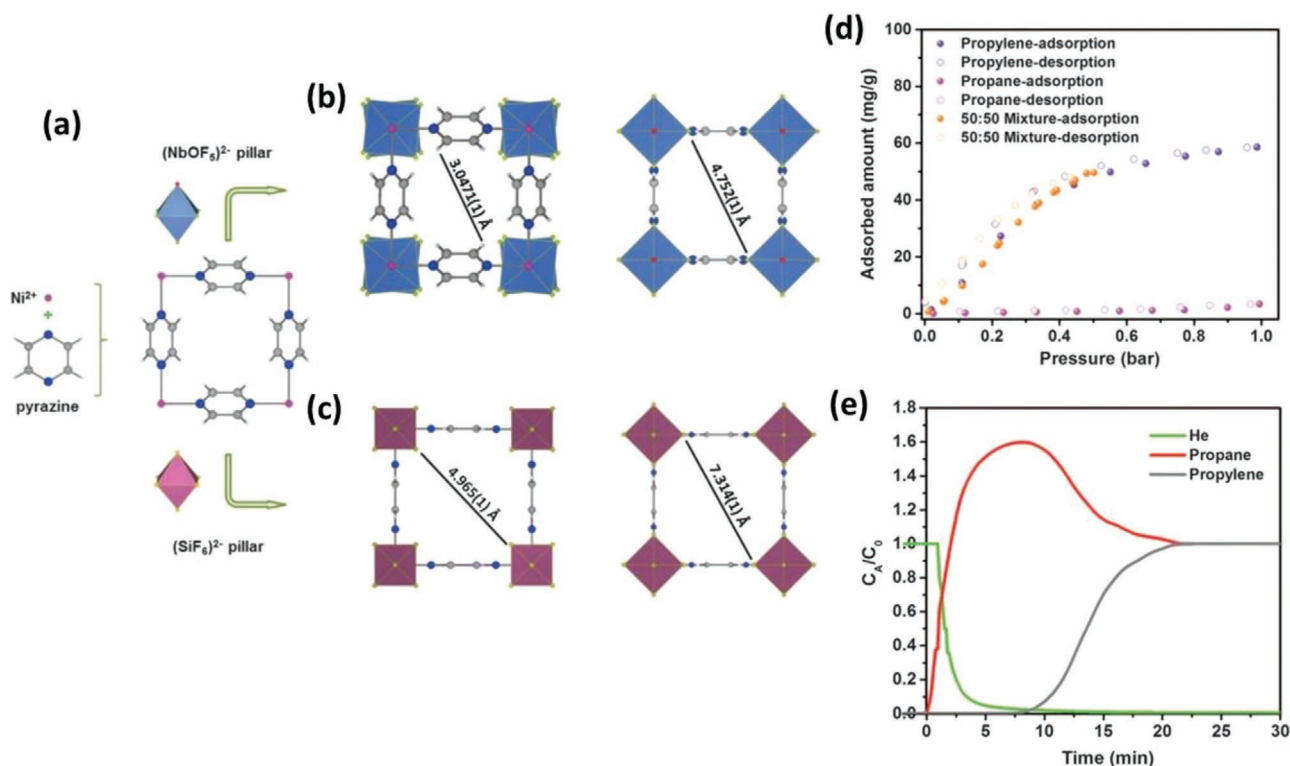 (a)
(NbOF₅)²⁻ pillar
Ni²⁺
+
pyrazine
(SiF₆)²⁻ pillar
(b)
3.0471(1) Å
4.752(1) Å
(c)
4.965(1) Å
7.314(1) Å
(d)
100
80
60
40
20
0
Adsorbed amount (mg/g)
Propylene-adsorption
Propylene-desorption
Propane-adsorption
Propane-desorption
50:50 Mixture-adsorption
50:50 Mixture-desorption
0.0 0.2 0.4 0.6 0.8 1.0
Pressure (bar)
(e)
1.8
1.6
1.4
1.2
1.0
0.8
0.6
0.4
0.2
0.0
C_A/C_0
He
Propane
Propylene
0 5 10 15 20 25 30
Time (min)